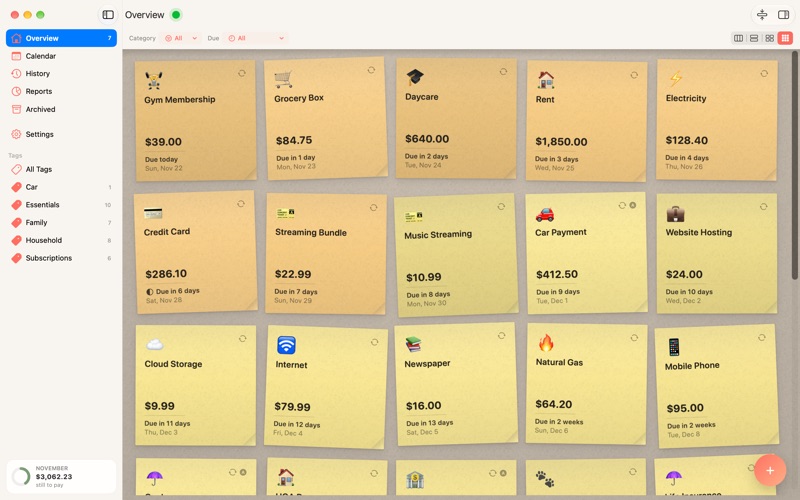 Overview
Category
All
Due
All
Overview 7
Calendar
History
Reports
Archived
Settings
Tags
All Tags
Car 1
Essentials 10
Family 7
Household 8
Subscriptions 6
NOVEMBER
$3,062.23
still to pay
Gym Membership
$39.00
Due today
Sun, Nov 22
Grocery Box
$84.75
Due in 1 day
Mon, Nov 23
Daycare
$640.00
Due in 2 days
Tue, Nov 24
Rent
$1,850.00
Due in 3 days
Wed, Nov 25
Electricity
$128.40
Due in 4 days
Thu, Nov 26
Credit Card
$286.10
Due in 6 days
Sat, Nov 28
Streaming Bundle
$22.99
Due in 7 days
Sun, Nov 29
Music Streaming
$10.99
Due in 8 days
Mon, Nov 30
Car Payment
$412.50
Due in 9 days
Tue, Dec 1
Website Hosting
$24.00
Due in 10 days
Wed, Dec 2
Cloud Storage
$9.99
Due in 11 days
Thu, Dec 3
Internet
$79.99
Due in 12 days
Fri, Dec 4
Newspaper
$16.00
Due in 13 days
Sat, Dec 5
Natural Gas
$64.20
Due in 2 weeks
Sun, Dec 6
Mobile Phone
$95.00
Due in 2 weeks
Tue, Dec 8